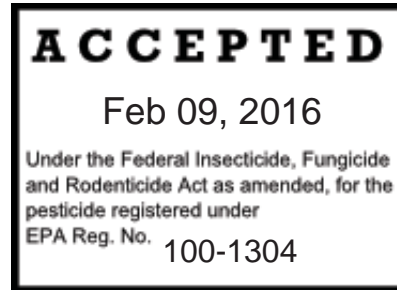 ACCEPTED
Feb 09, 2016
Under the Federal Insecticide, Fungicide
and Rodenticide Act as amended, for the
pesticide registered under
EPA Reg. No. 100-1304